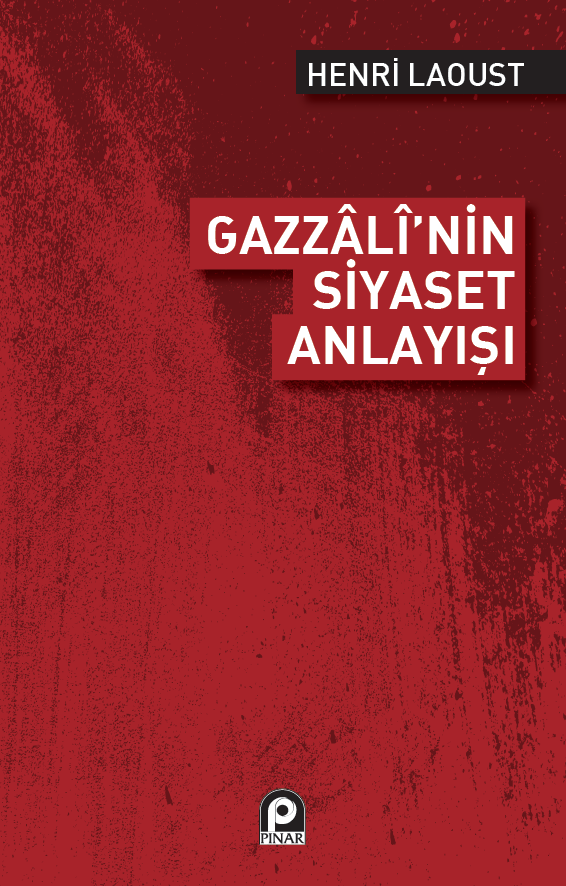 HENRİ LAOUST
GAZZÂLÎ’NİN
SİYASET
ANLAYIŞI
PINAR